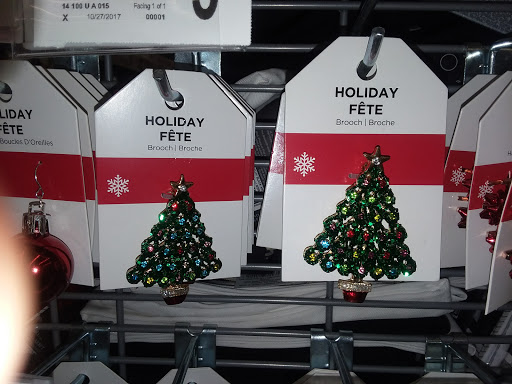 14 100 U A 015
Facing 1 of 1
X 10/27/2017 00001
HOLIDAY
FÊTE
Boucles D'Oreilles
HOLIDAY
FÊTE
Brooch | Broche
HOLIDAY
FÊTE
Brooch | Broche